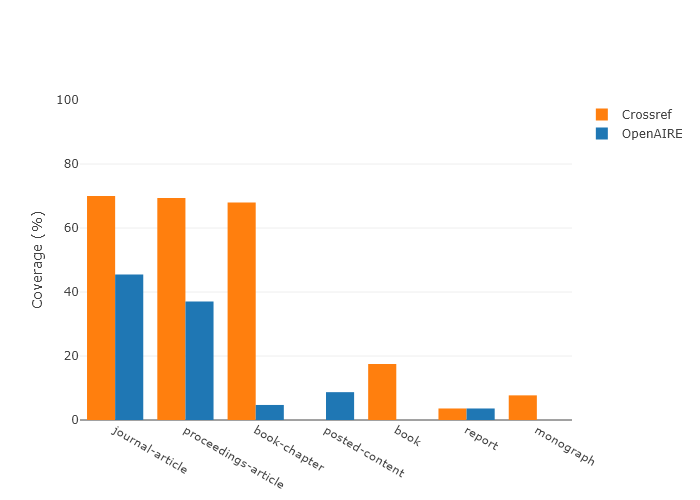 100
80
60
40
20
0
Coverage (%)
journal-article
proceedings-article
book-chapter
posted-content
book
report
monograph
Crossref
OpenAIRE